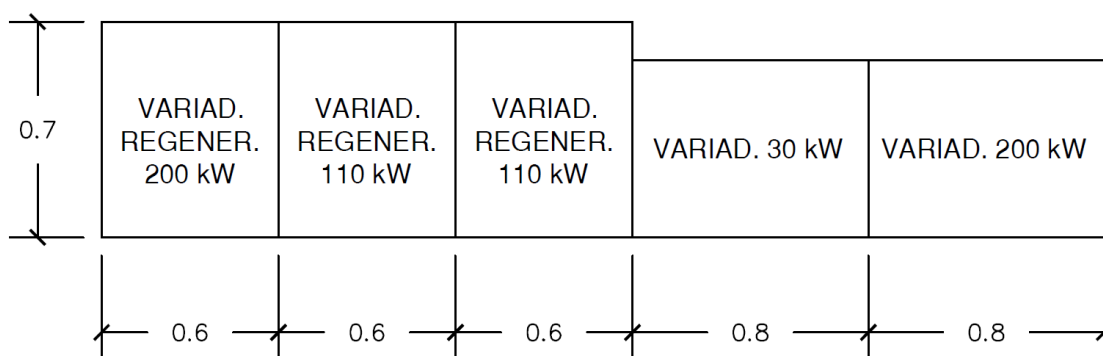 0.7
VARIAD.
REGENER.
200 kW
VARIAD.
REGENER.
110 kW
VARIAD.
REGENER.
110 kW
VARIAD. 30 kW
VARIAD. 200 kW
0.6
0.6
0.6
0.8
0.8